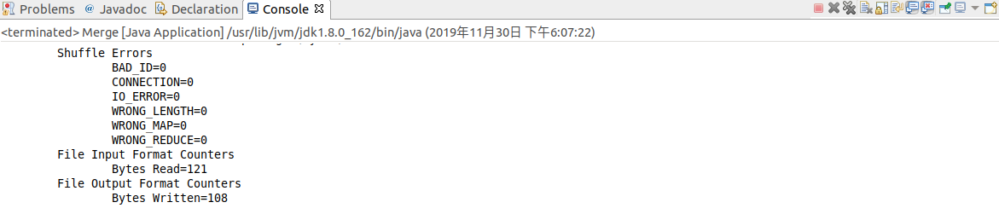 Problems @ Javadoc Declaration Console
<terminated> Merge [Java Application] /usr/lib/jvm/jdk1.8.0_162/bin/java (2019年11月30日 下午6:07:22)
Shuffle Errors
BAD_ID=0
CONNECTION=0
IO_ERROR=0
WRONG_LENGTH=0
WRONG_MAP=0
WRONG_REDUCE=0
File Input Format Counters
Bytes Read=121
File Output Format Counters
Bytes Written=108